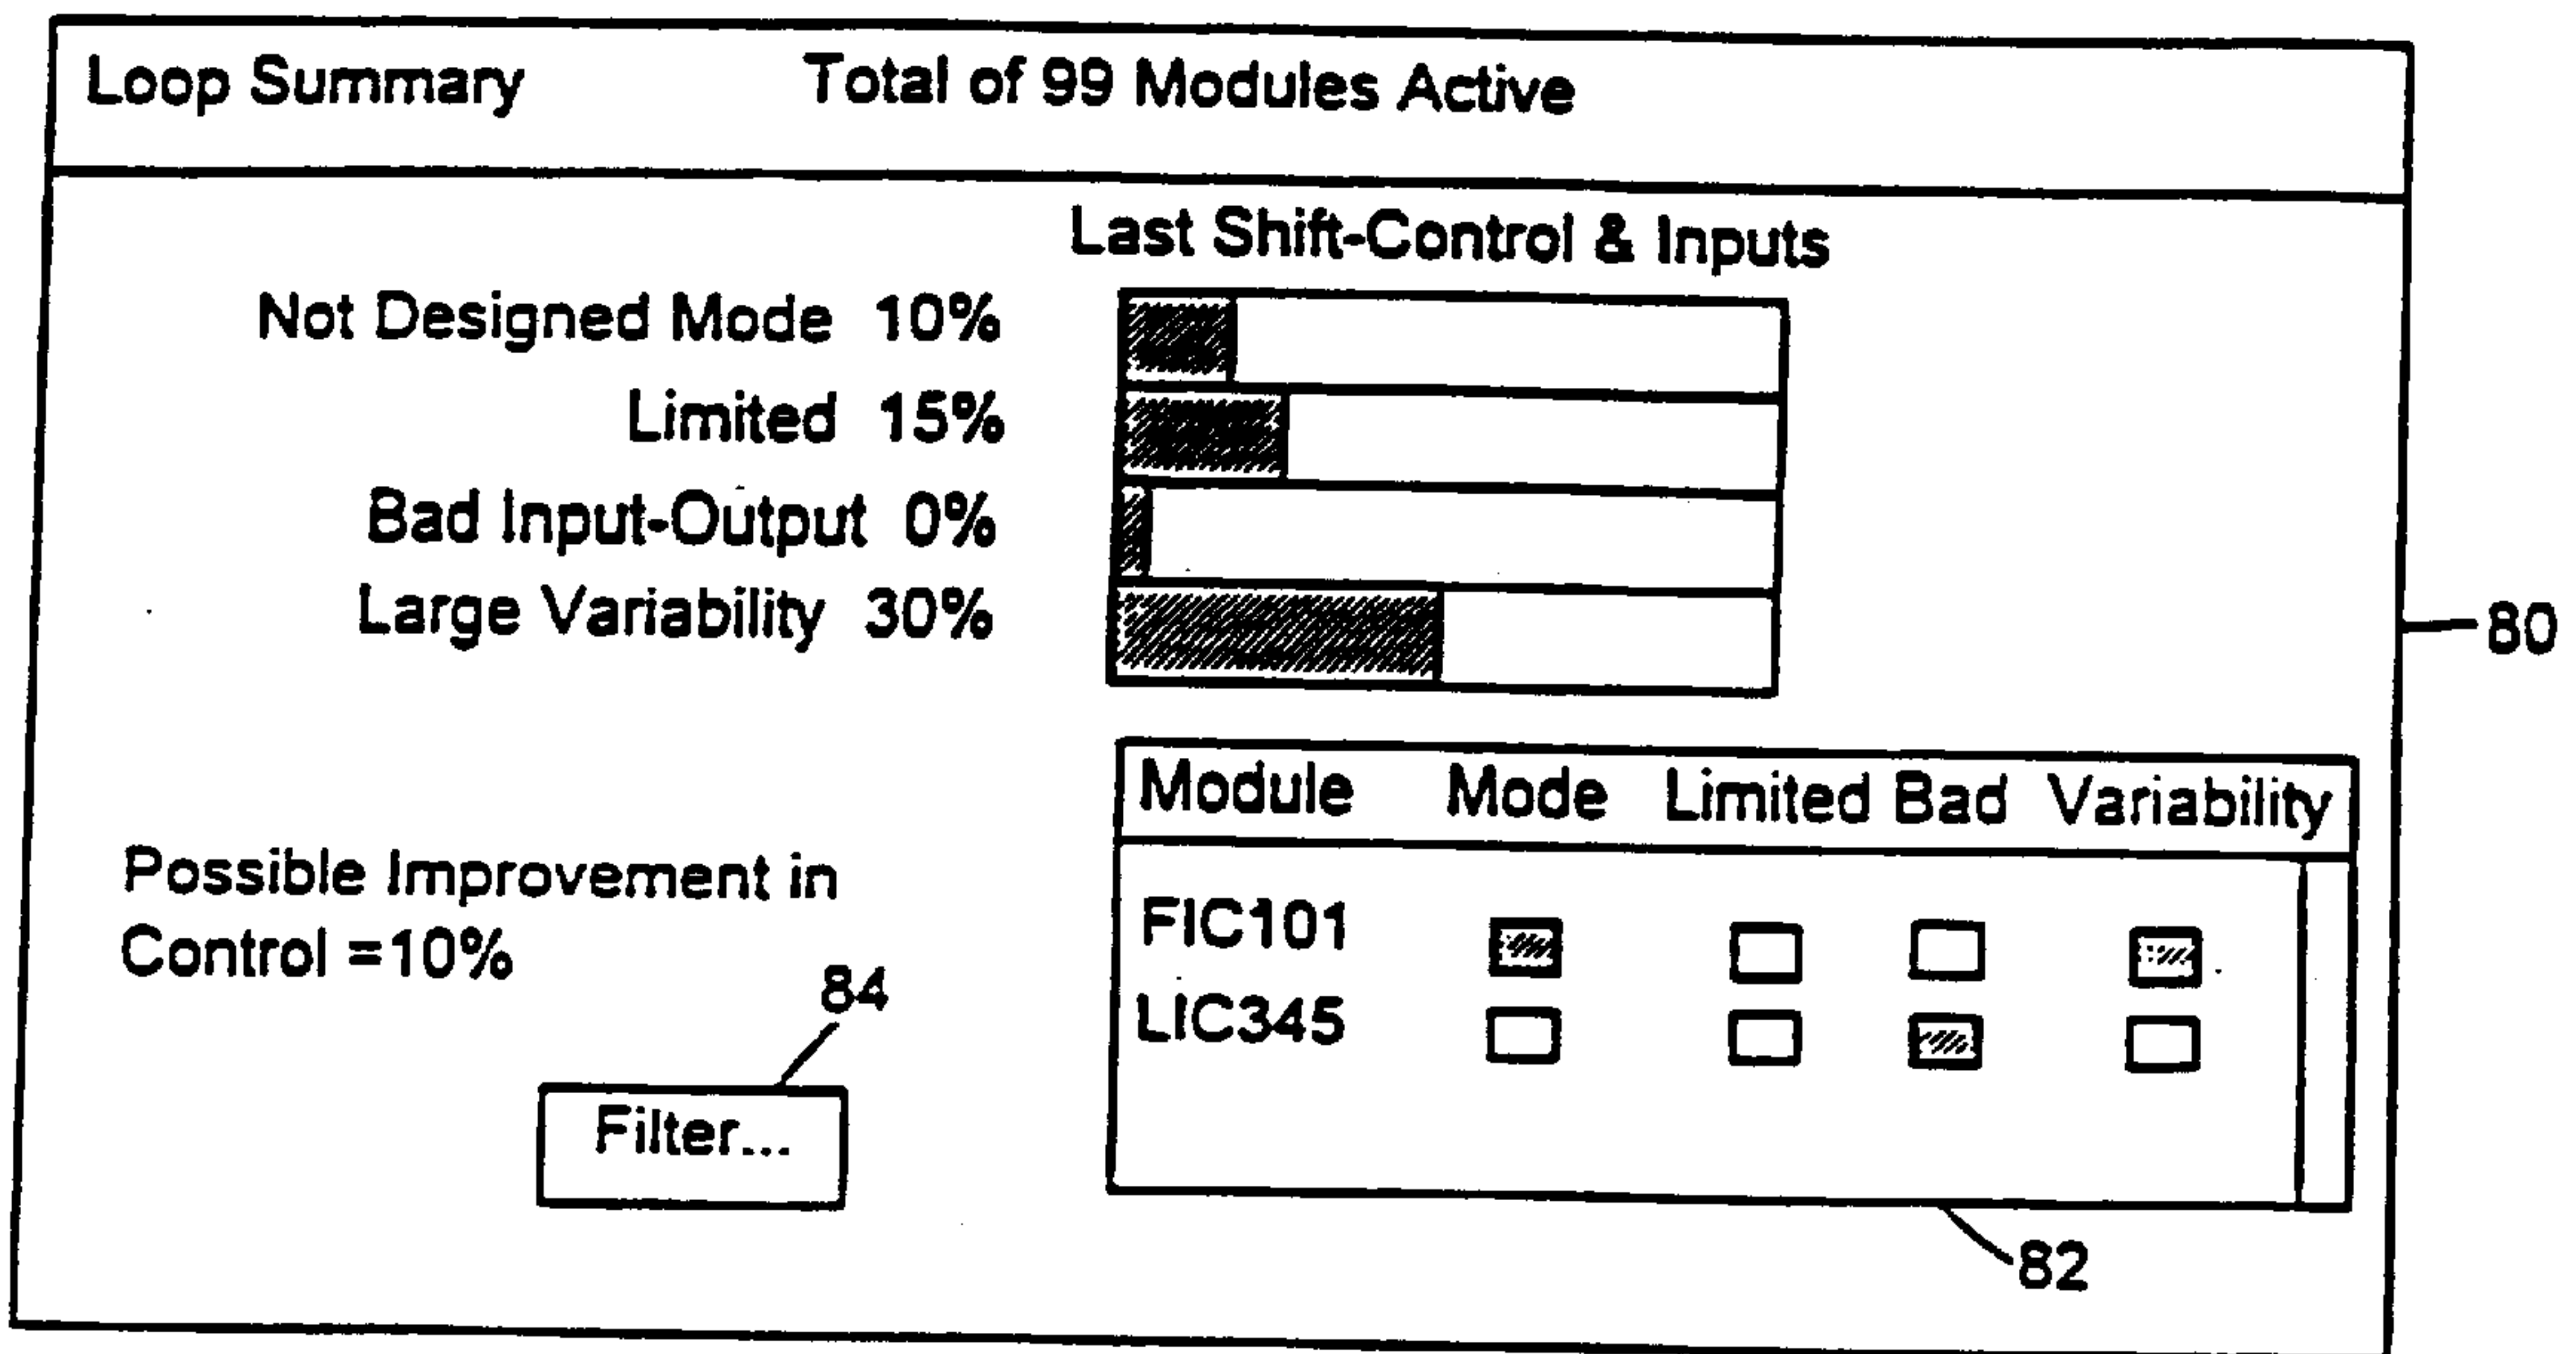 Loop Summary Total of 99 Modules Active
Last Shift-Control & Inputs
Not Designed Mode 10%
Limited 15%
Bad Input-Output 0%
Large Variability 30%
80
Module Mode Limited Bad Variability
FIC101
LIC345
Possible Improvement in
Control =10%
84
Filter...
82